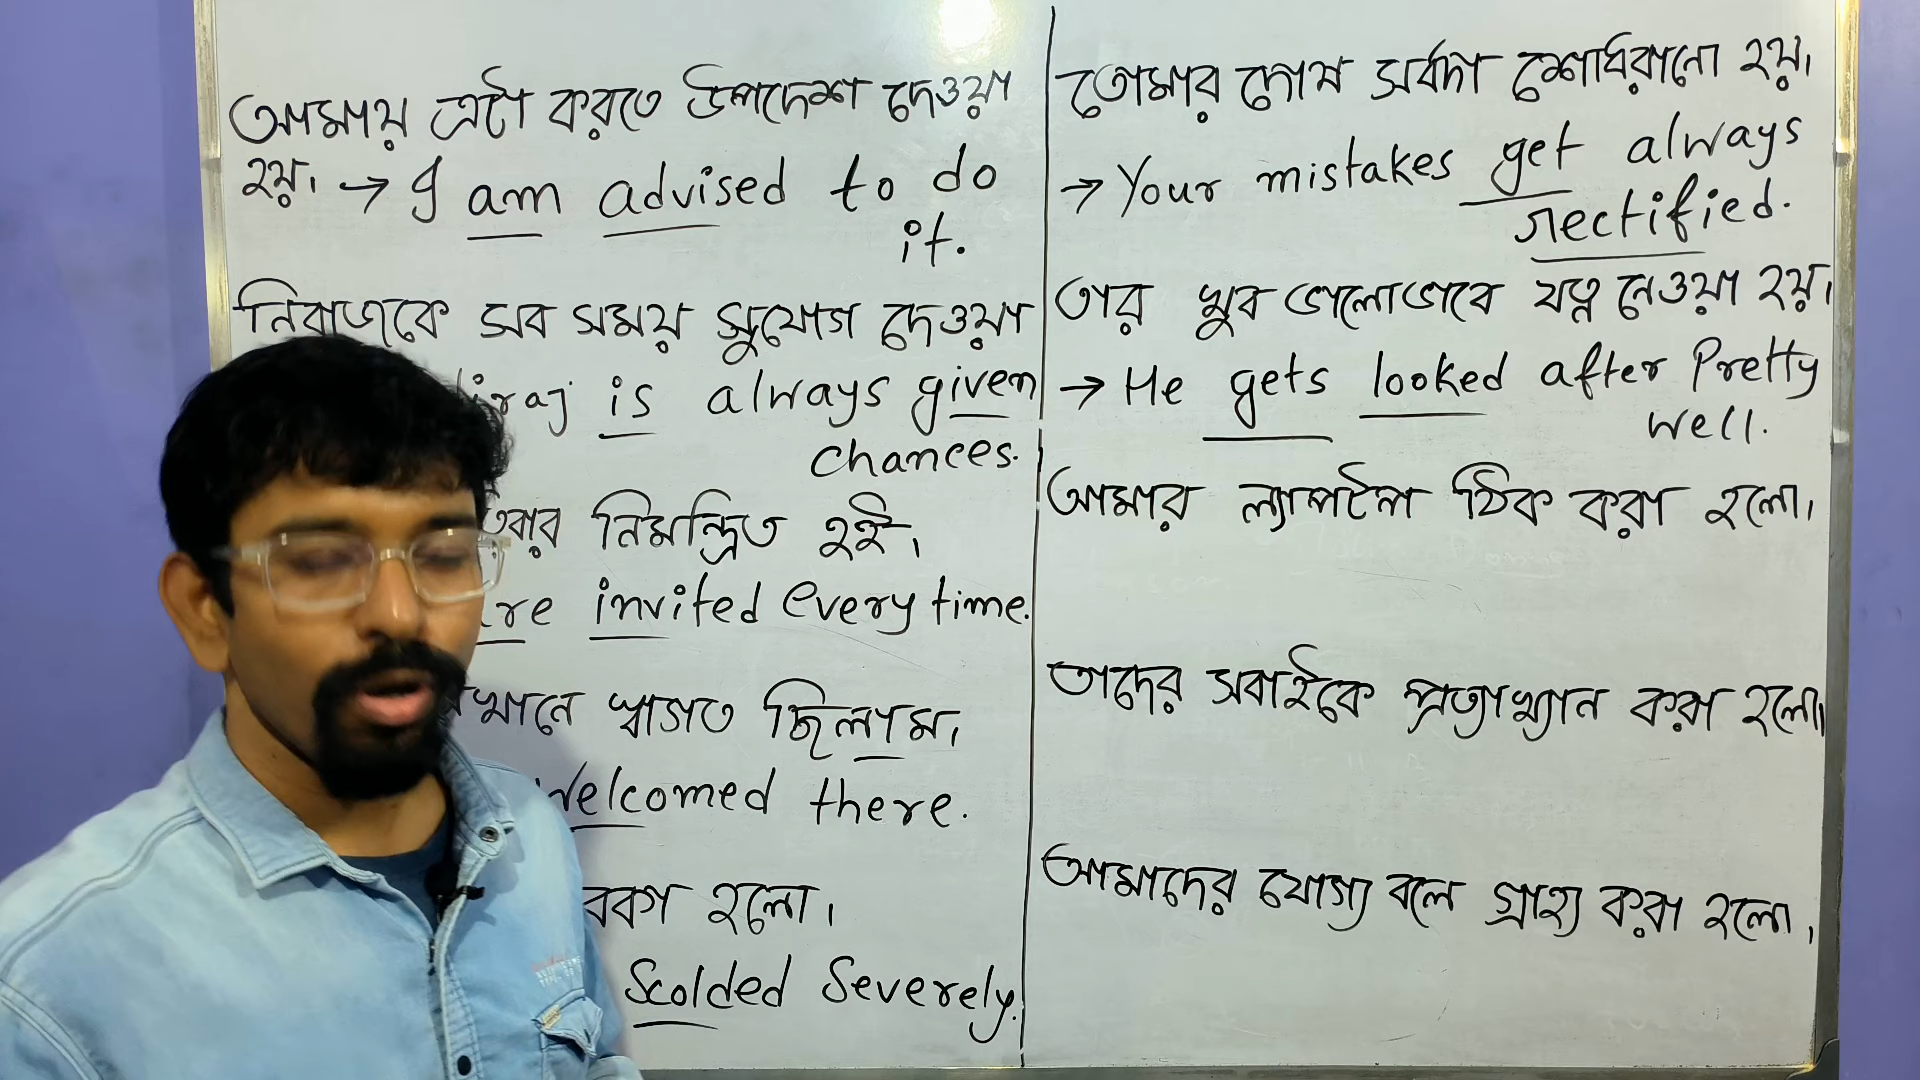 আমায় এটা করতে উপদেশ দেওয়া
হয়। → I am advised to do
it.
নিরাজকে সব সময় সুযোগ দেওয়া
is always given
chances.
নিমন্ত্রিত হই।
invited every time.
স্বাগত ছিলাম।
Welcomed there.
হলো।
Scolded Severely.
তোমার দোষ সর্বদা শোধরানো হয়।
→ Your mistakes get always
rectified.
তার খুব ভালোভাবে যত্ন নেওয়া হয়।
→ He gets looked after Pretty
well.
আমার ল্যাপটপ ঠিক করা হলো।
তাদের সবাইকে প্রত্যাখ্যান করা হলো।
আমাদের যোগ্য বলে গ্রাহ্য করা হলো।